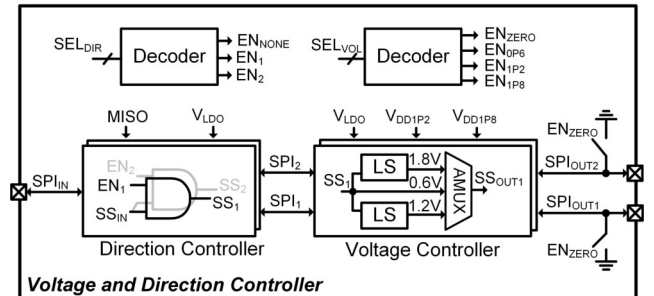 SEL_DIR
Decoder
EN_NONE
EN_1
EN_2
SEL_VOL
Decoder
EN_ZERO
EN_0P6
EN_1P2
EN_1P8
MISO
V_LDO
V_LDO
V_DD1P2
V_DD1P8
EN_ZERO
SPI_IN
EN_2
EN_1
SS_IN
SS_2
SS_1
SPI_2
SPI_1
SS_1
LS
LS
1.8V
0.6V
1.2V
AMUX
SS_OUT1
SPI_OUT2
SPI_OUT1
EN_ZERO
Direction Controller
Voltage Controller
Voltage and Direction Controller